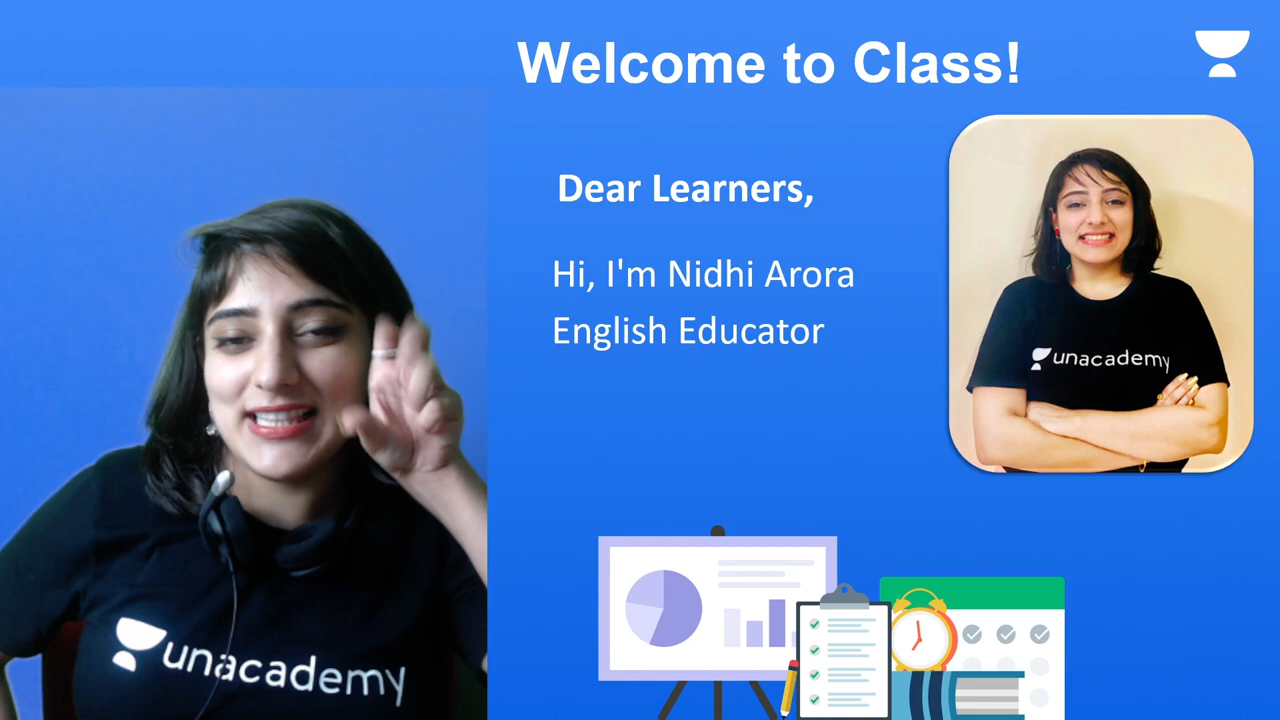 Welcome to Class!
Dear Learners,
Hi, I'm Nidhi Arora
English Educator
unacademy
unacademy